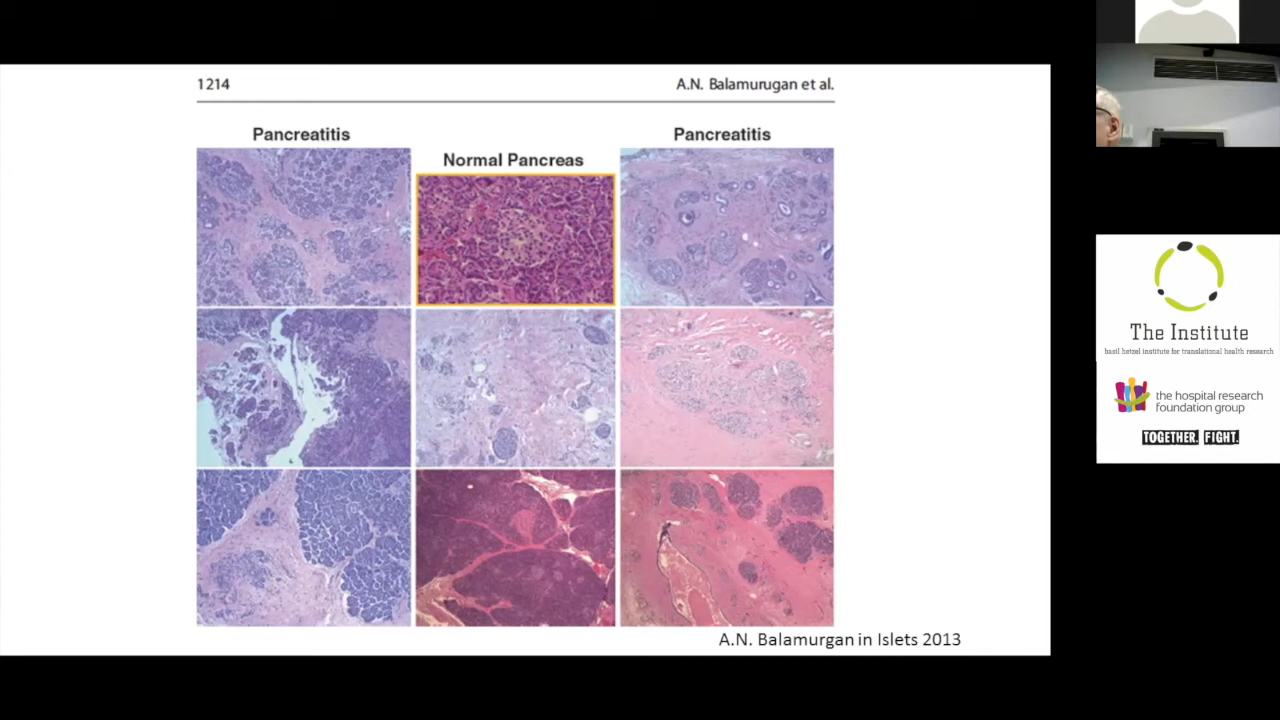 1214
A.N. Balamurugan et al.
Pancreatitis
Normal Pancreas
Pancreatitis
A.N. Balamurgan in Islets 2013
The Institute
basil hetzel institute for translational health research
the hospital research
foundation group
TOGETHER. FIGHT.